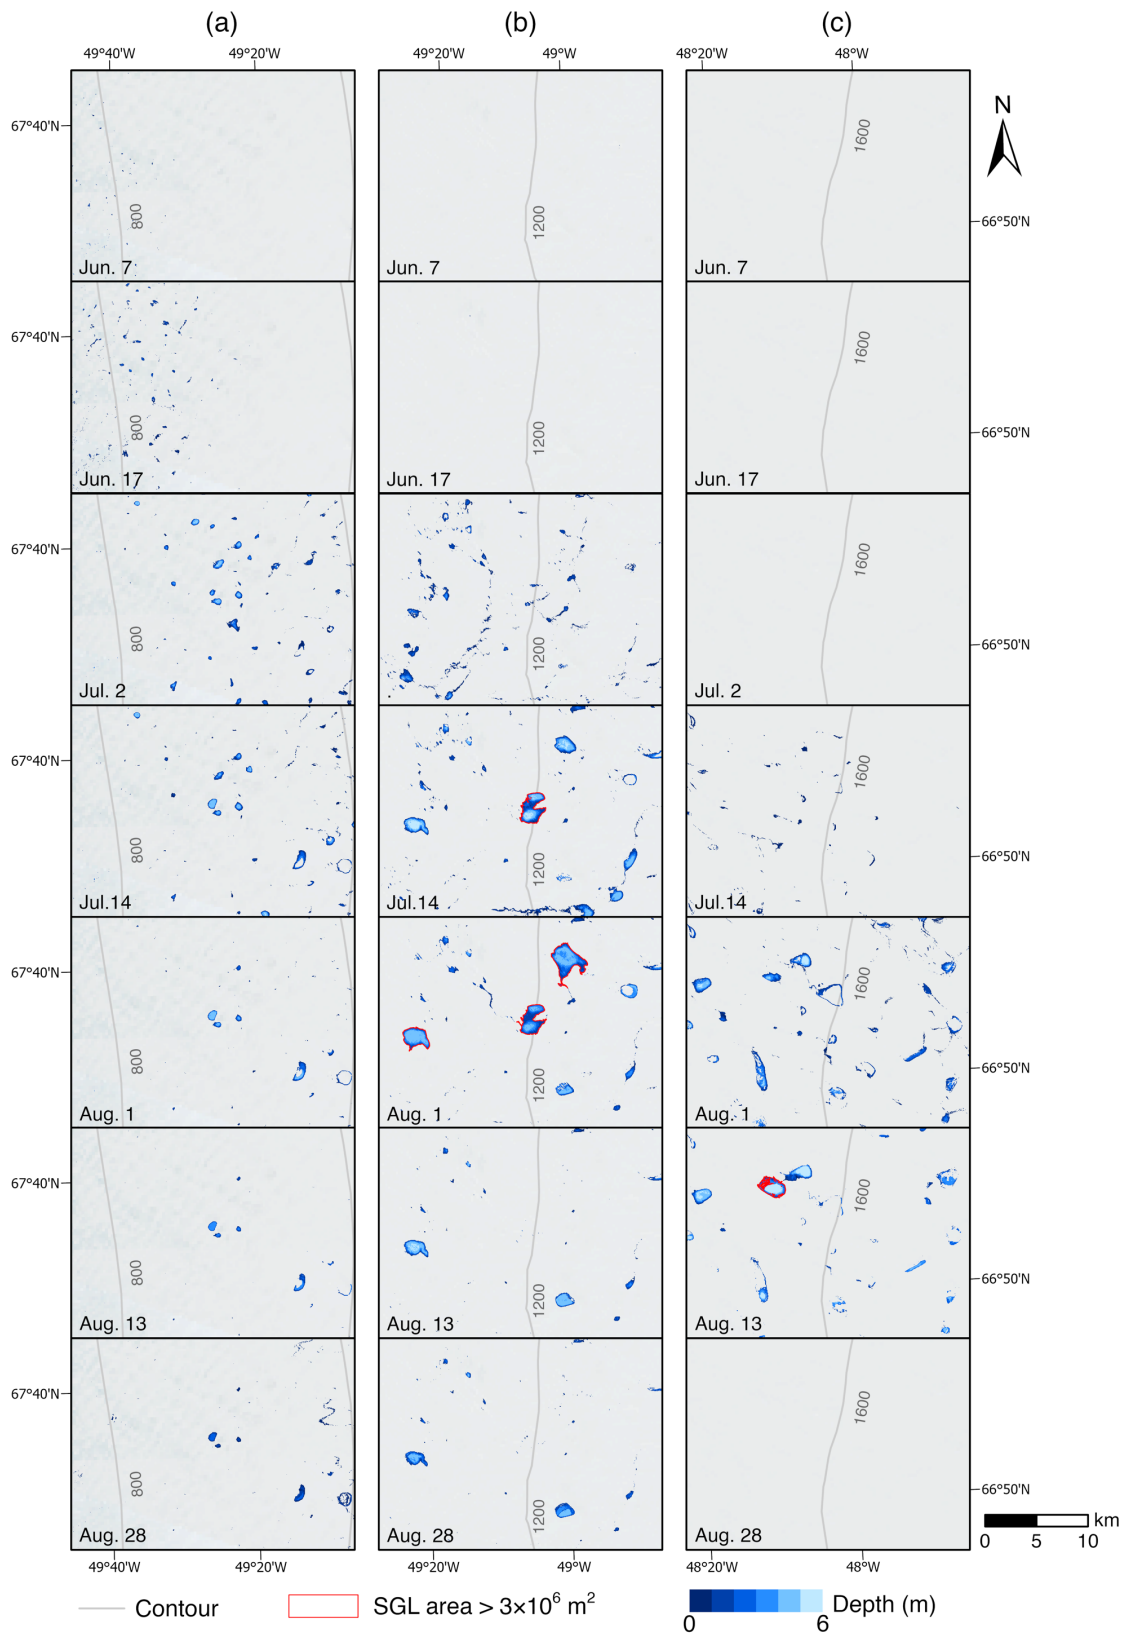 (a) (b) (c)
49°40'W 49°20'W 49°20'W 49°W 48°20'W 48°W
N
67°40'N 800 1200 1600 66°50'N
Jun. 7 Jun. 7 Jun. 7
67°40'N 800 1200 1600 66°50'N
Jun. 17 Jun. 17 Jun. 17
67°40'N 800 1200 1600 66°50'N
Jul. 2 Jul. 2 Jul. 2
67°40'N 800 1200 1600 66°50'N
Jul.14 Jul.14 Jul.14
67°40'N 800 1200 1600 66°50'N
Aug. 1 Aug. 1 Aug. 1
67°40'N 800 1200 1600 66°50'N
Aug. 13 Aug. 13 Aug. 13
67°40'N 800 1200 1600 66°50'N
Aug. 28 Aug. 28 Aug. 28
km
0 5 10
49°40'W 49°20'W 49°20'W 49°W 48°20'W 48°W
Contour SGL area > 3×10⁶ m² Depth (m)
0 6